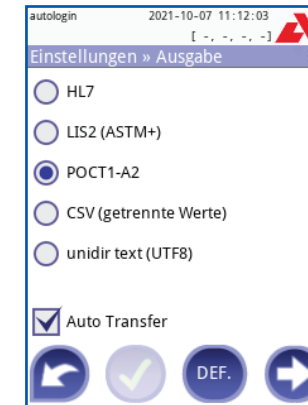 autologin 2021-10-07 11:12:03
[ -, -, -, -]
Einstellungen » Ausgabe
HL7
LIS2 (ASTM+)
POCT1-A2
CSV (getrennte Werte)
unidir text (UTF8)
Auto Transfer
DEF.